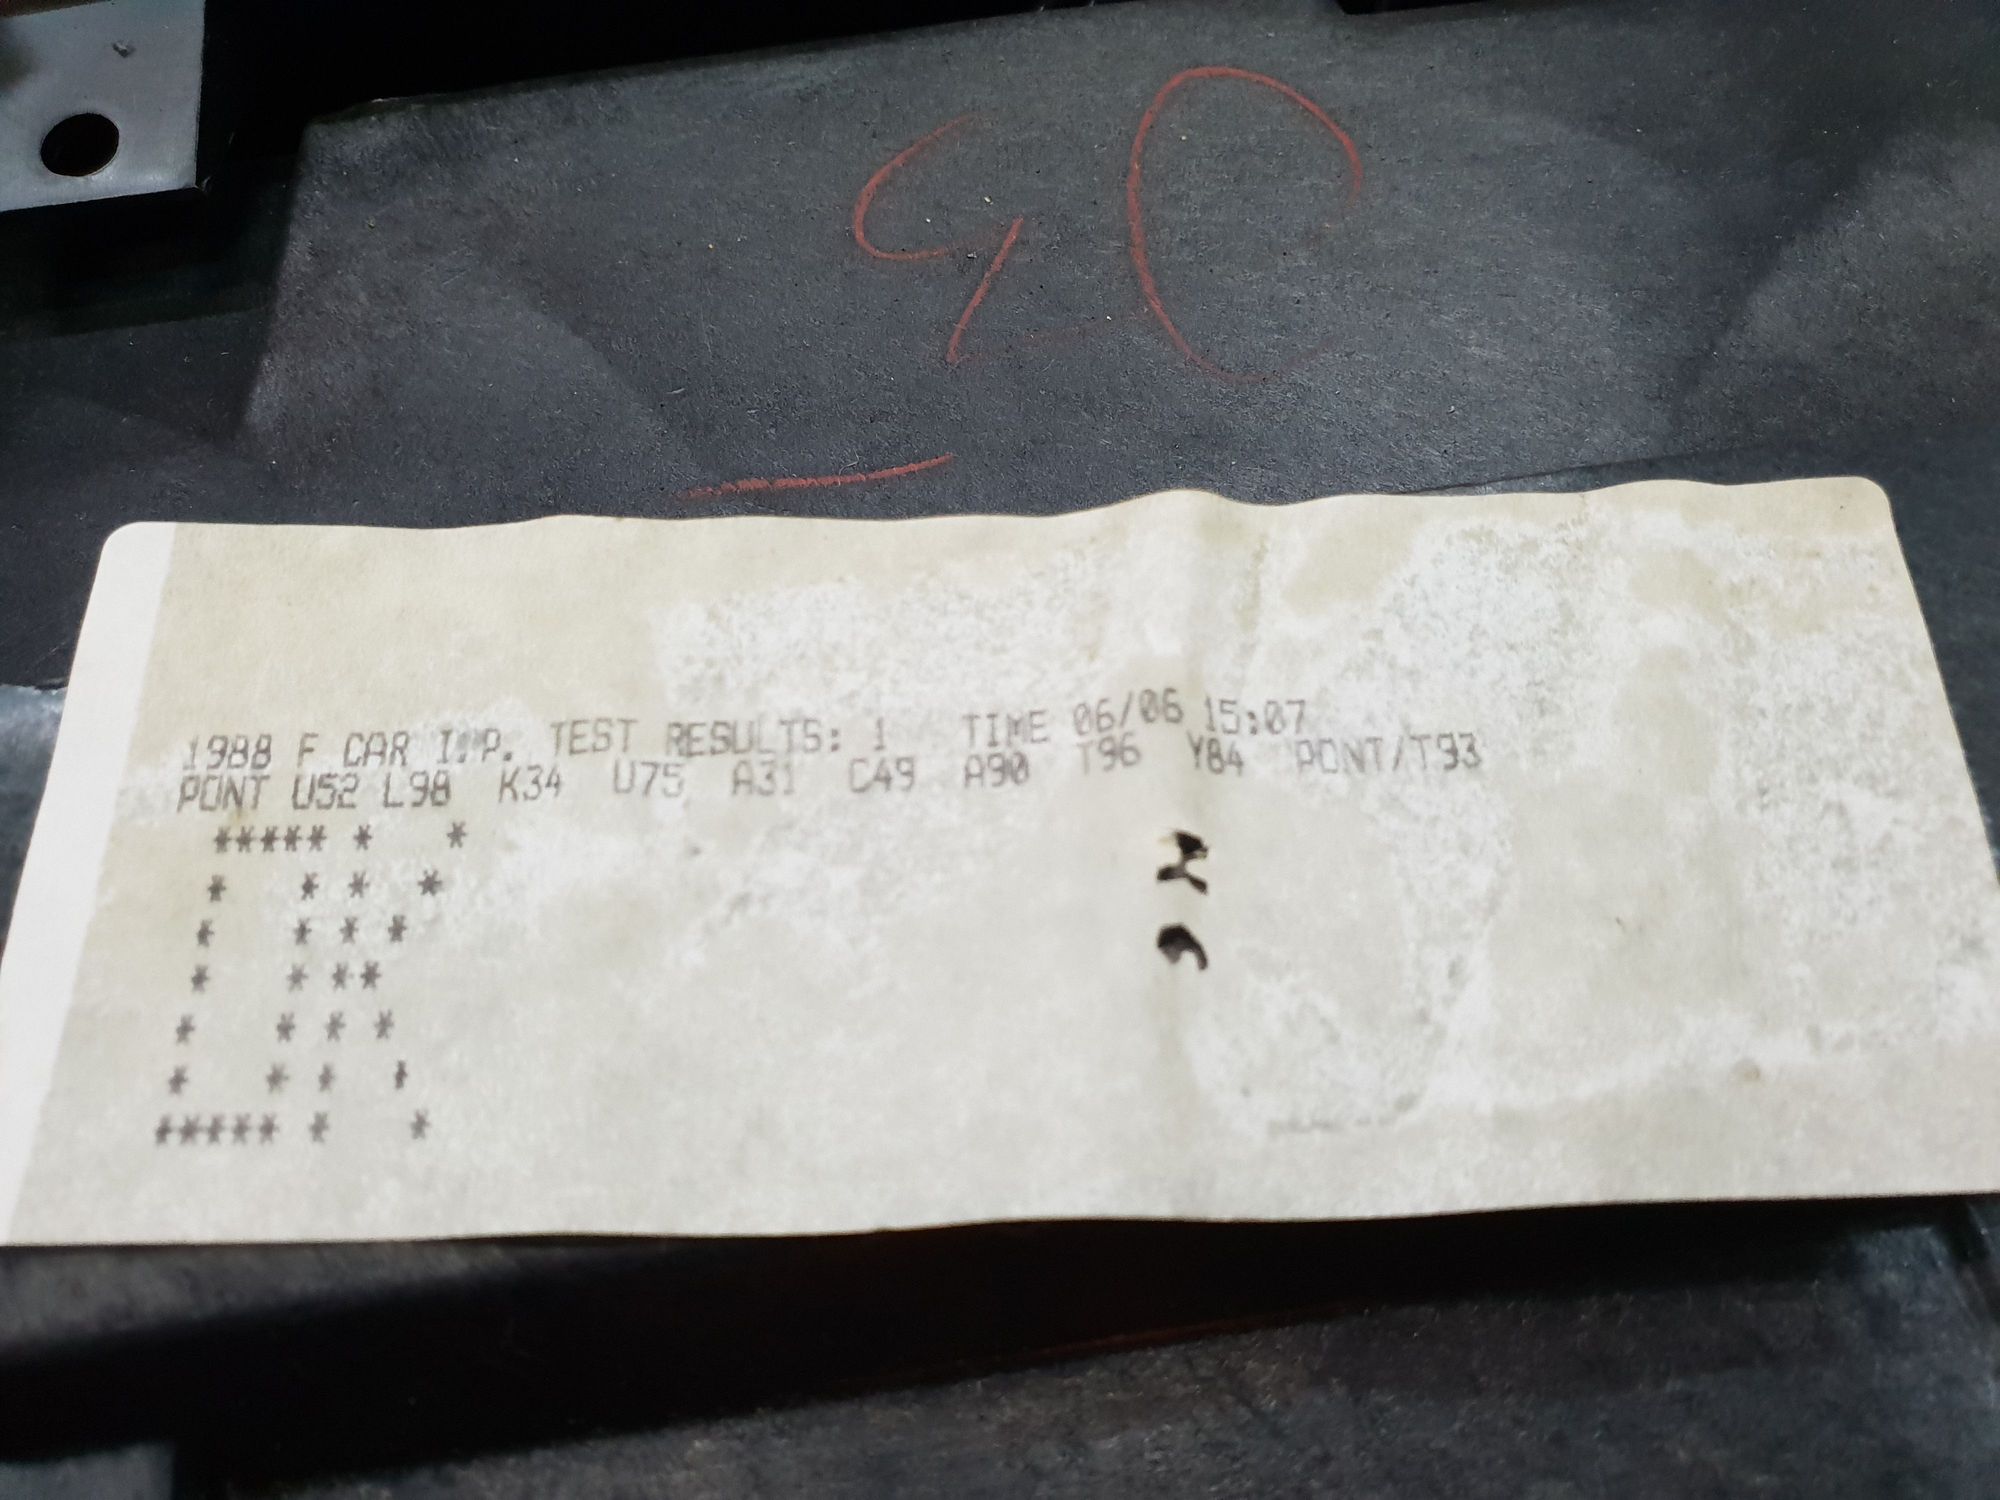 1988 F CAR I.P. TEST RESULTS: 1 TIME 06/06 15:07
PONT U52 L98 K34 U75 A31 C49 A90 T96 Y84 PONT/T93
***** * *
* * * *
* * * *
* * **
* * * *
* * * *
***** * *